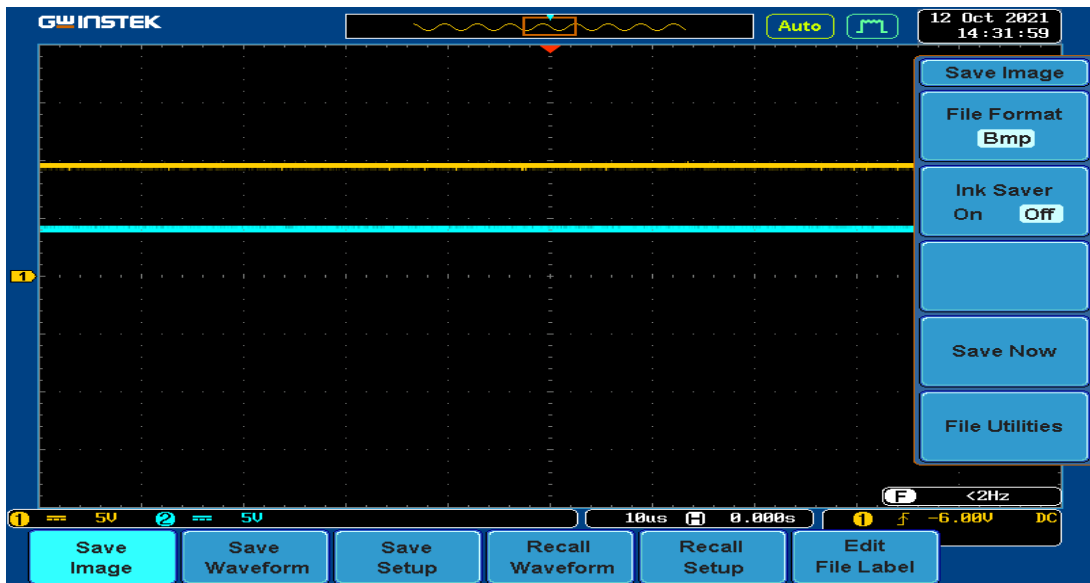 GWINSTEK
Auto
12 Oct 2021
14:31:59
Save Image
File Format
Bmp
Ink Saver
On Off
1
Save Now
File Utilities
F <2Hz
1 5V 2 5V 10us H 0.000s 1 -6.00V DC
Save Image
Save Waveform
Save Setup
Recall Waveform
Recall Setup
Edit File Label